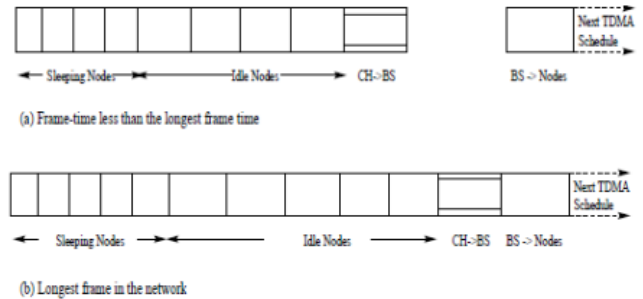 Next TDMA
Schedule
Sleeping Nodes
Idle Nodes
CH->BS
BS -> Nodes
(a) Frame-time less than the longest frame time
Next TDMA
Schedule
Sleeping Nodes
Idle Nodes
CH->BS
BS -> Nodes
(b) Longest frame in the network